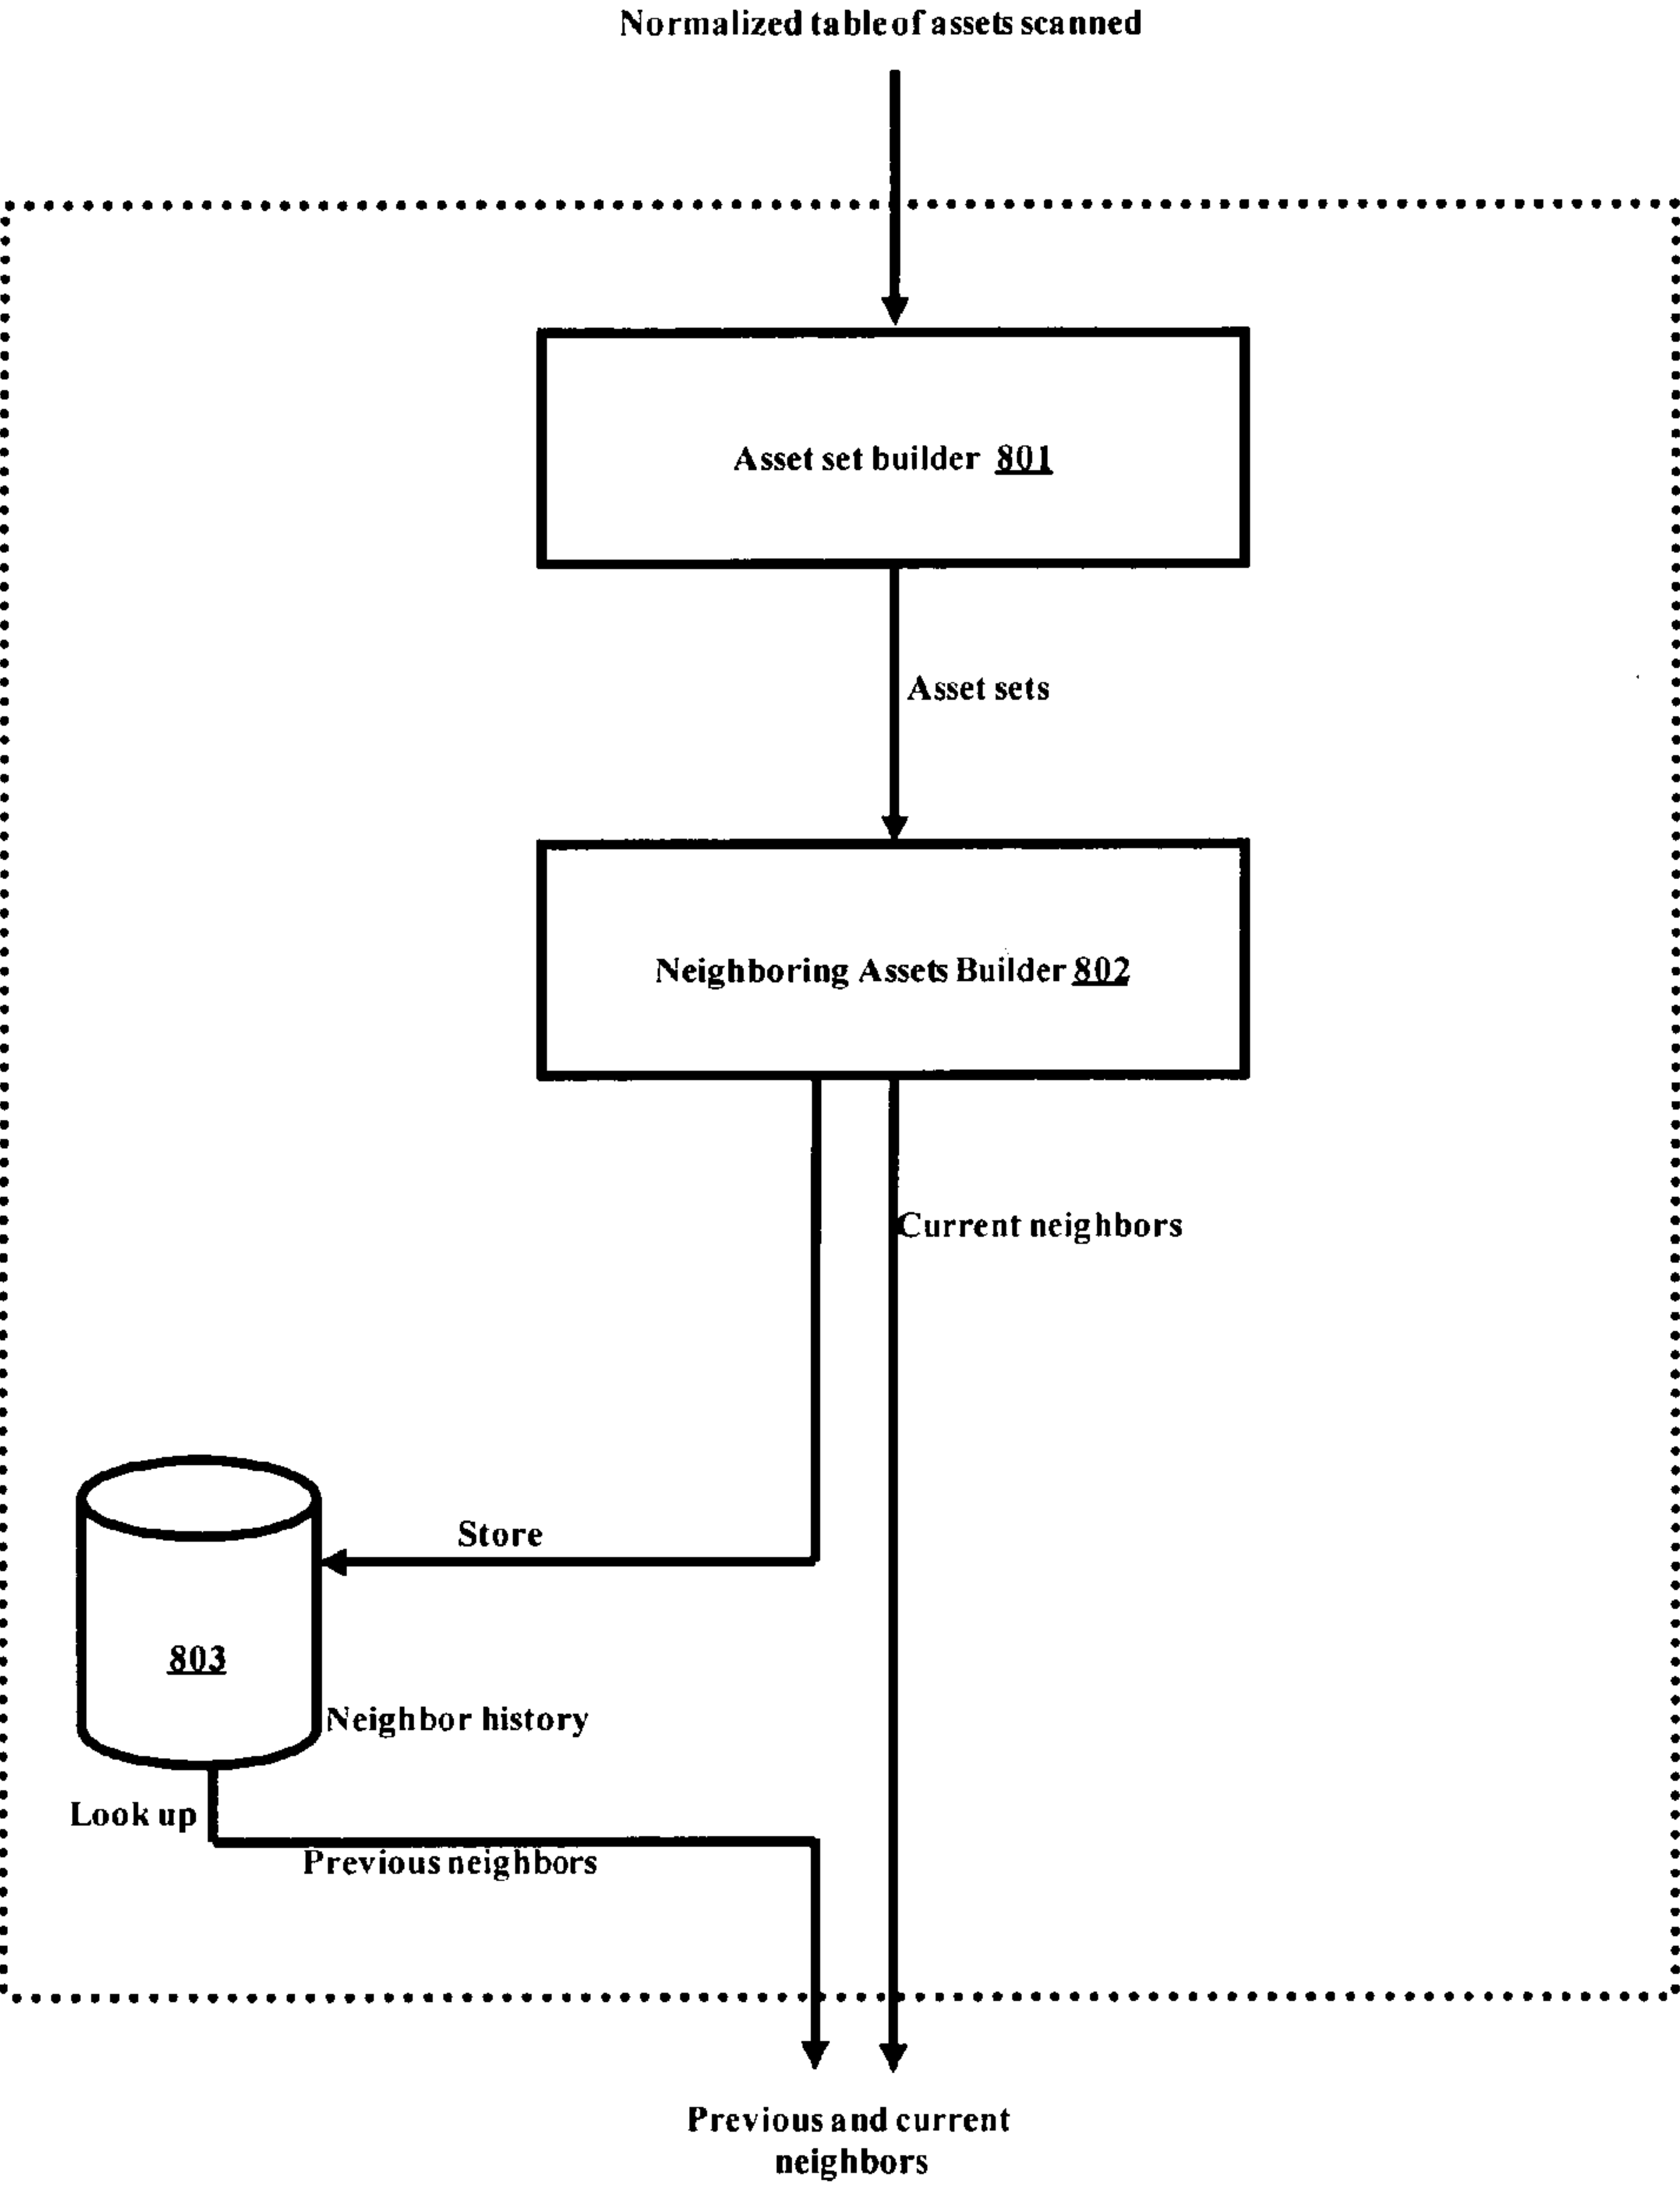 Normalized table of assets scanned
Asset set builder 801
Asset sets
Neighboring Assets Builder 802
Current neighbors
Store
803
Neighbor history
Look up
Previous neighbors
Previous and current
neighbors